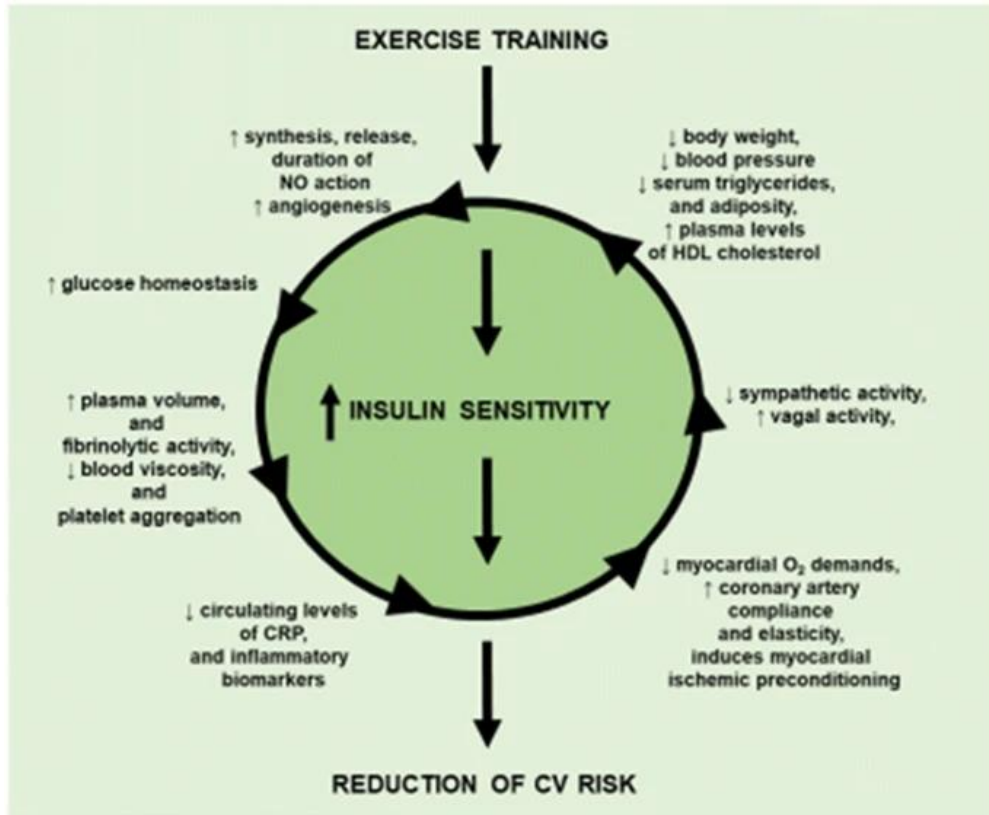 EXERCISE TRAINING
↑ synthesis, release,
duration of
NO action
↑ angiogenesis
↓ body weight,
↓ blood pressure
↓ serum triglycerides,
and adiposity,
↑ plasma levels
of HDL cholesterol
↑ glucose homeostasis
↑ INSULIN SENSITIVITY
↑ plasma volume,
and
fibrinolytic activity,
↓ blood viscosity,
and
platelet aggregation
↓ sympathetic activity,
↑ vagal activity,
↓ circulating levels
of CRP,
and inflammatory
biomarkers
↓ myocardial O₂ demands,
↑ coronary artery
compliance
and elasticity,
induces myocardial
ischemic preconditioning
REDUCTION OF CV RISK